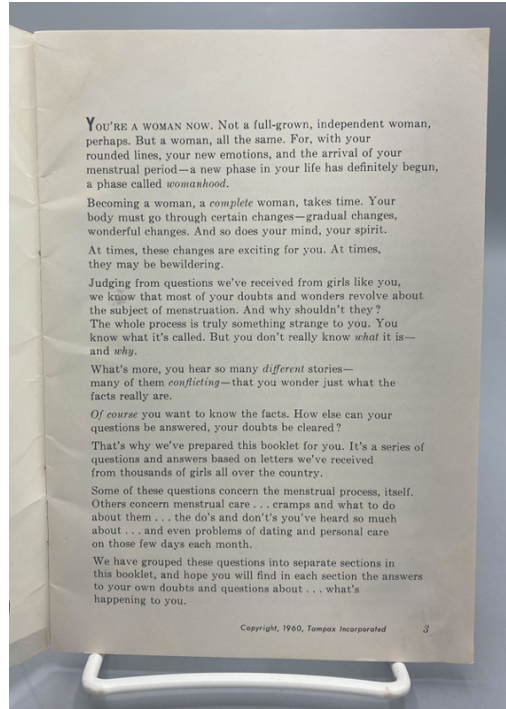 YOU'RE A WOMAN NOW. Not a full-grown, independent woman,
perhaps. But a woman, all the same. For, with your
rounded lines, your new emotions, and the arrival of your
menstrual period—a new phase in your life has definitely begun,
a phase called womanhood.
Becoming a woman, a complete woman, takes time. Your
body must go through certain changes—gradual changes,
wonderful changes. And so does your mind, your spirit.
At times, these changes are exciting for you. At times,
they may be bewildering.
Judging from questions we've received from girls like you,
we know that most of your doubts and wonders revolve about
the subject of menstruation. And why shouldn't they?
The whole process is truly something strange to you. You
know what it's called. But you don't really know what it is—
and why.
What's more, you hear so many different stories—
many of them conflicting—that you wonder just what the
facts really are.
Of course you want to know the facts. How else can your
questions be answered, your doubts be cleared?
That's why we've prepared this booklet for you. It's a series of
questions and answers based on letters we've received
from thousands of girls all over the country.
Some of these questions concern the menstrual process, itself.
Others concern menstrual care . . . cramps and what to do
about them . . . the do's and don't's you've heard so much
about . . . and even problems of dating and personal care
on those few days each month.
We have grouped these questions into separate sections in
this booklet, and hope you will find in each section the answers
to your own doubts and questions about . . . what's
happening to you.
Copyright, 1960, Tampax Incorporated 3